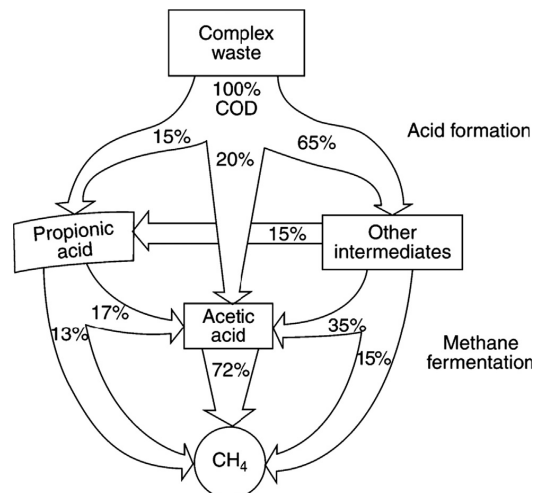 Complex
waste
100%
COD
Acid formation
15%
65%
20%
Propionic
acid
15%
Other
intermediates
17%
Acetic
acid
13%
35%
Methane
fermentation
15%
72%
CH₄